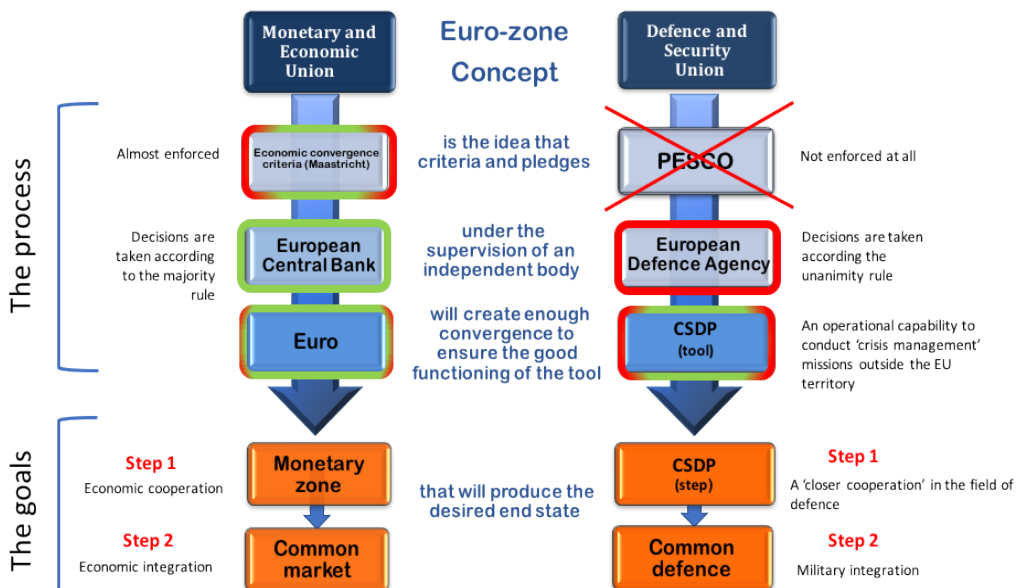 Monetary and
Economic
Union
Euro-zone
Concept
Defence and
Security
Union
The process
Almost enforced
Economic convergence
criteria (Maastricht)
is the idea that
criteria and pledges
PESCO
Not enforced at all
Decisions are
taken according
to the majority
rule
European
Central Bank
under the
supervision of an
independent body
European
Defence Agency
Decisions are taken
according the
unanimity rule
Euro
will create enough
convergence to
ensure the good
functioning of the tool
CSDP
(tool)
An operational capability to
conduct ‘crisis management’
missions outside the EU
territory
The goals
Step 1
Economic cooperation
Monetary
zone
that will produce the
desired end state
CSDP
(step)
Step 1
A ‘closer cooperation’ in the field of
defence
Step 2
Economic integration
Common
market
Common
defence
Step 2
Military integration